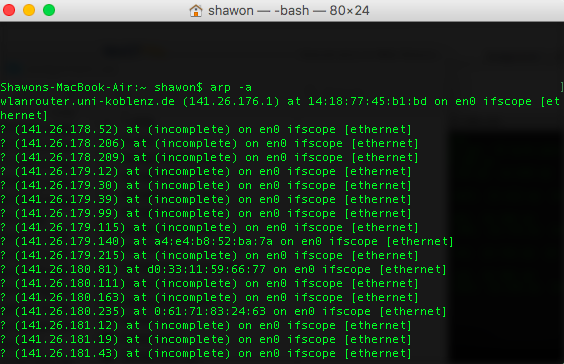 shawon — -bash — 80×24
Shawons-MacBook-Air:~ shawon$ arp -a
wlanrouter.uni-koblenz.de (141.26.176.1) at 14:18:77:45:b1:bd on en0 ifscope [et
hernet]
? (141.26.178.52) at (incomplete) on en0 ifscope [ethernet]
? (141.26.178.206) at (incomplete) on en0 ifscope [ethernet]
? (141.26.178.209) at (incomplete) on en0 ifscope [ethernet]
? (141.26.179.12) at (incomplete) on en0 ifscope [ethernet]
? (141.26.179.30) at (incomplete) on en0 ifscope [ethernet]
? (141.26.179.39) at (incomplete) on en0 ifscope [ethernet]
? (141.26.179.99) at (incomplete) on en0 ifscope [ethernet]
? (141.26.179.115) at (incomplete) on en0 ifscope [ethernet]
? (141.26.179.140) at a4:e4:b8:52:ba:7a on en0 ifscope [ethernet]
? (141.26.179.215) at (incomplete) on en0 ifscope [ethernet]
? (141.26.180.81) at d0:33:11:59:66:77 on en0 ifscope [ethernet]
? (141.26.180.111) at (incomplete) on en0 ifscope [ethernet]
? (141.26.180.163) at (incomplete) on en0 ifscope [ethernet]
? (141.26.180.235) at 0:61:71:83:24:63 on en0 ifscope [ethernet]
? (141.26.181.12) at (incomplete) on en0 ifscope [ethernet]
? (141.26.181.19) at (incomplete) on en0 ifscope [ethernet]
? (141.26.181.43) at (incomplete) on en0 ifscope [ethernet]